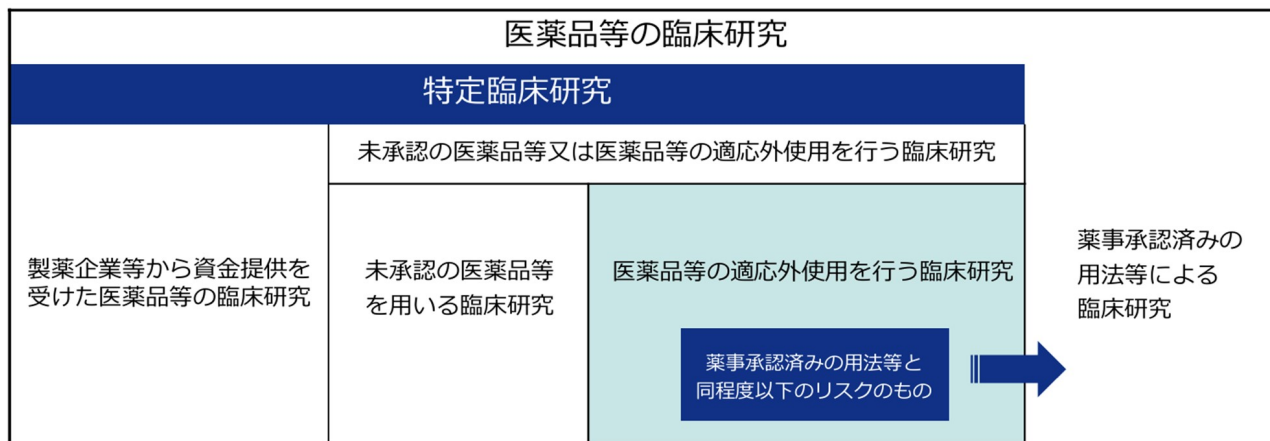 医薬品等の臨床研究
特定臨床研究
未承認の医薬品等又は医薬品等の適応外使用を行う臨床研究
製薬企業等から資金提供を
受けた医薬品等の臨床研究
未承認の医薬品等
を用いる臨床研究
医薬品等の適応外使用を行う臨床研究
薬事承認済みの用法等と
同程度以下のリスクのもの
薬事承認済みの
用法等による
臨床研究